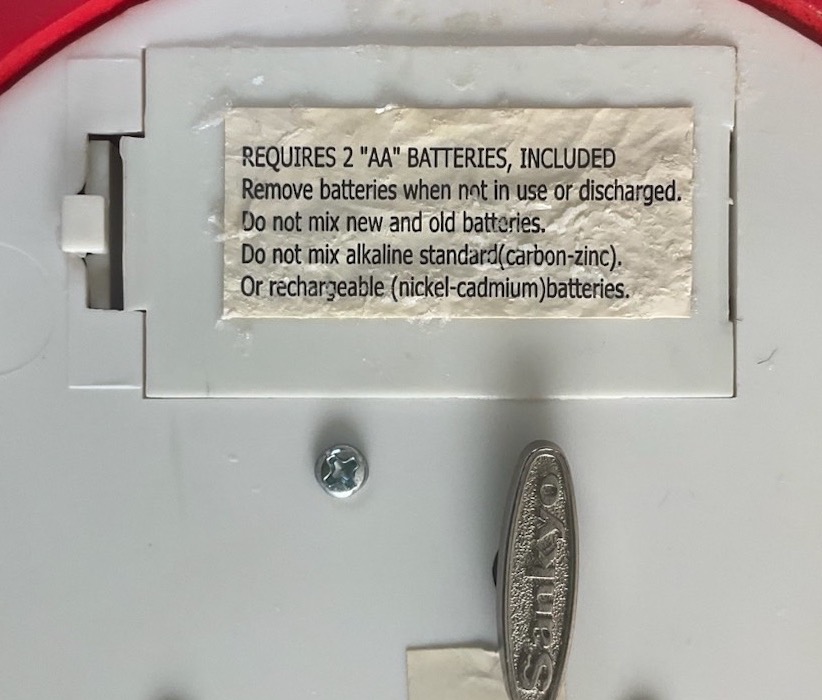 REQUIRES 2 "AA" BATTERIES, INCLUDED
Remove batteries when not in use or discharged.
Do not mix new and old batteries.
Do not mix alkaline standard(carbon-zinc).
Or rechargeable (nickel-cadmium)batteries.
Sankyo